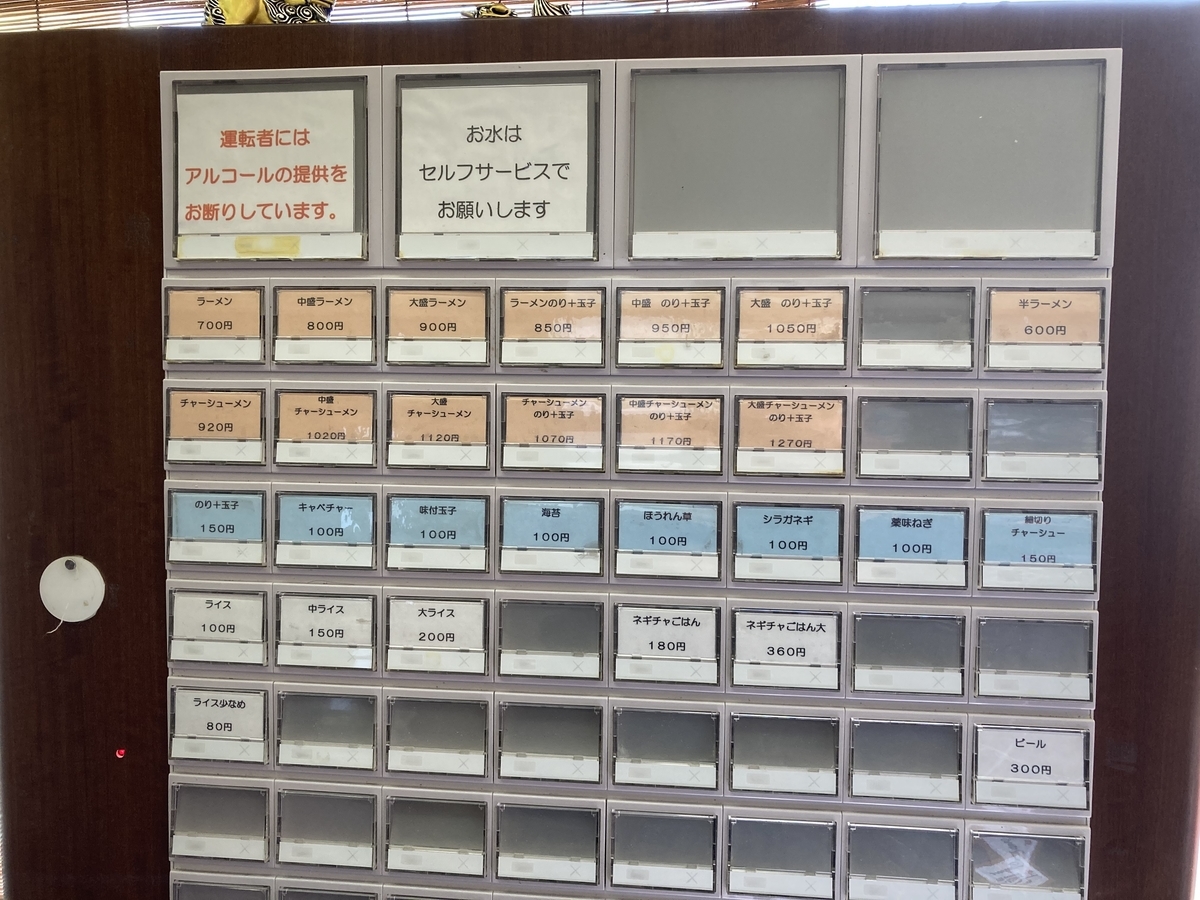 運転者には
アルコールの提供を
お断りしています。
お水は
セルフサービスで
お願いします
ラーメン
700円
中盛ラーメン
800円
大盛ラーメン
900円
ラーメンのり+玉子
850円
中盛 のり+玉子
950円
大盛 のり+玉子
1050円
半ラーメン
600円
チャーシューメン
920円
中盛
チャーシューメン
1020円
大盛
チャーシューメン
1120円
チャーシューメン
のり+玉子
1070円
中盛チャーシューメン
のり+玉子
1170円
大盛チャーシューメン
のり+玉子
1270円
のり+玉子
150円
キャベチャー
100円
味付玉子
100円
海苔
100円
ほうれん草
100円
シラガネギ
100円
薬味ねぎ
100円
細切り
チャーシュー
150円
ライス
100円
中ライス
150円
大ライス
200円
ネギチャごはん
180円
ネギチャごはん大
360円
ライス少なめ
80円
ビール
300円